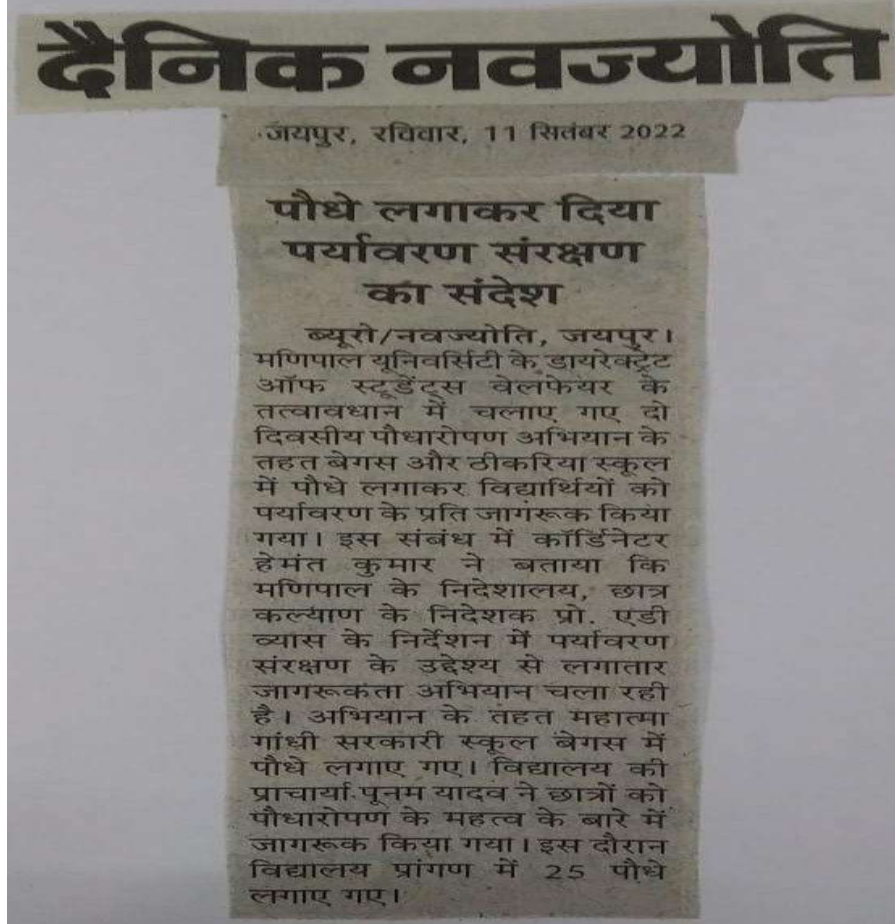 दैनिक नवज्योति
जयपुर, रविवार, 11 सितंबर 2022
पौधे लगाकर दिया
पर्यावरण संरक्षण
का संदेश
ब्यूरो/नवज्योति, जयपुर।
मणिपाल यूनिवर्सिटी के डायरेक्ट्रेट
ऑफ स्टूडेंट्स वेलफेयर के
तत्वावधान में चलाए गए दो
दिवसीय पौधारोपण अभियान के
तहत बेगस और ठीकरिया स्कूल
में पौधे लगाकर विद्यार्थियों को
पर्यावरण के प्रति जागरूक किया
गया। इस संबंध में कॉर्डिनेटर
हेमंत कुमार ने बताया कि
मणिपाल के निदेशालय, छात्र
कल्याण के निदेशक प्रो. एडी
व्यास के निर्देशन में पर्यावरण
संरक्षण के उद्देश्य से लगातार
जागरूकता अभियान चला रही
है। अभियान के तहत महात्मा
गांधी सरकारी स्कूल बेगस में
पौधे लगाए गए। विद्यालय की
प्राचार्या पूनम यादव ने छात्रों को
पौधारोपण के महत्व के बारे में
जागरूक किया गया। इस दौरान
विद्यालय प्रांगण में 25 पौधे
लगाए गए।